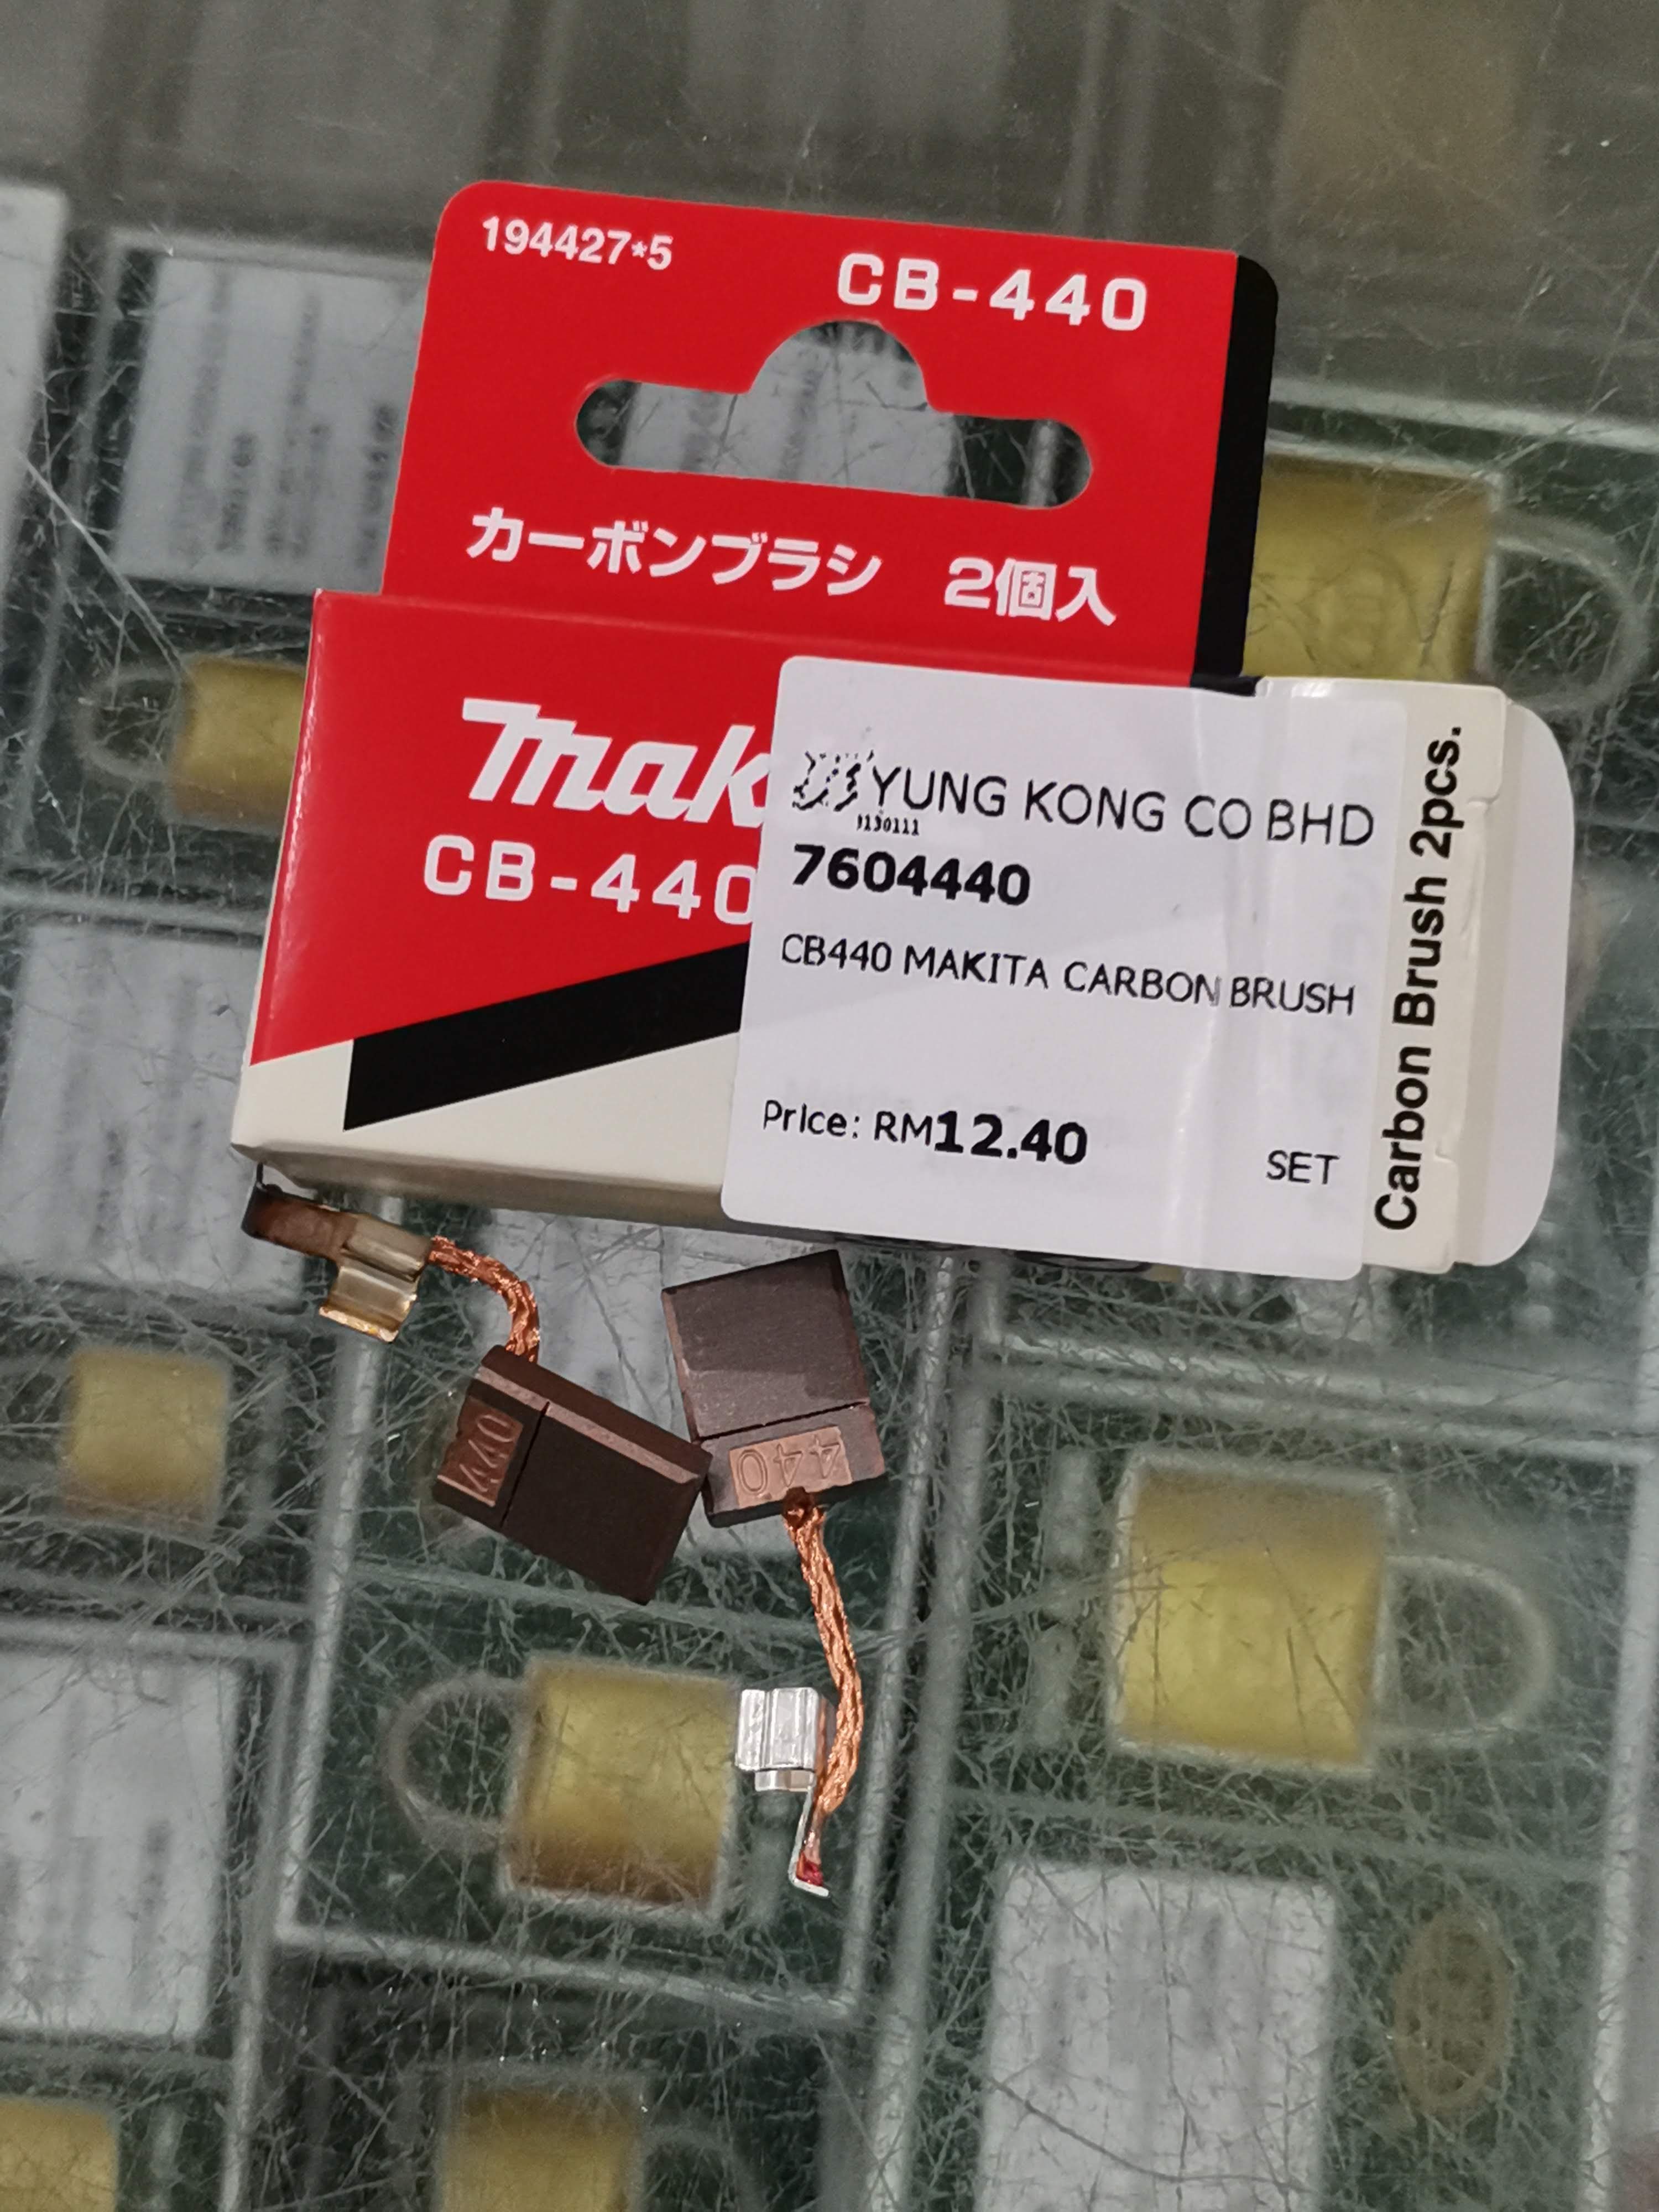 194427*5
CB-440
カーボンブラシ 2個入
mak
CB-440
YUNG KONG CO BHD
7604440
CB440 MAKITA CARBON BRUSH
Price: RM12.40
SET
Carbon Brush 2pcs.
440
440